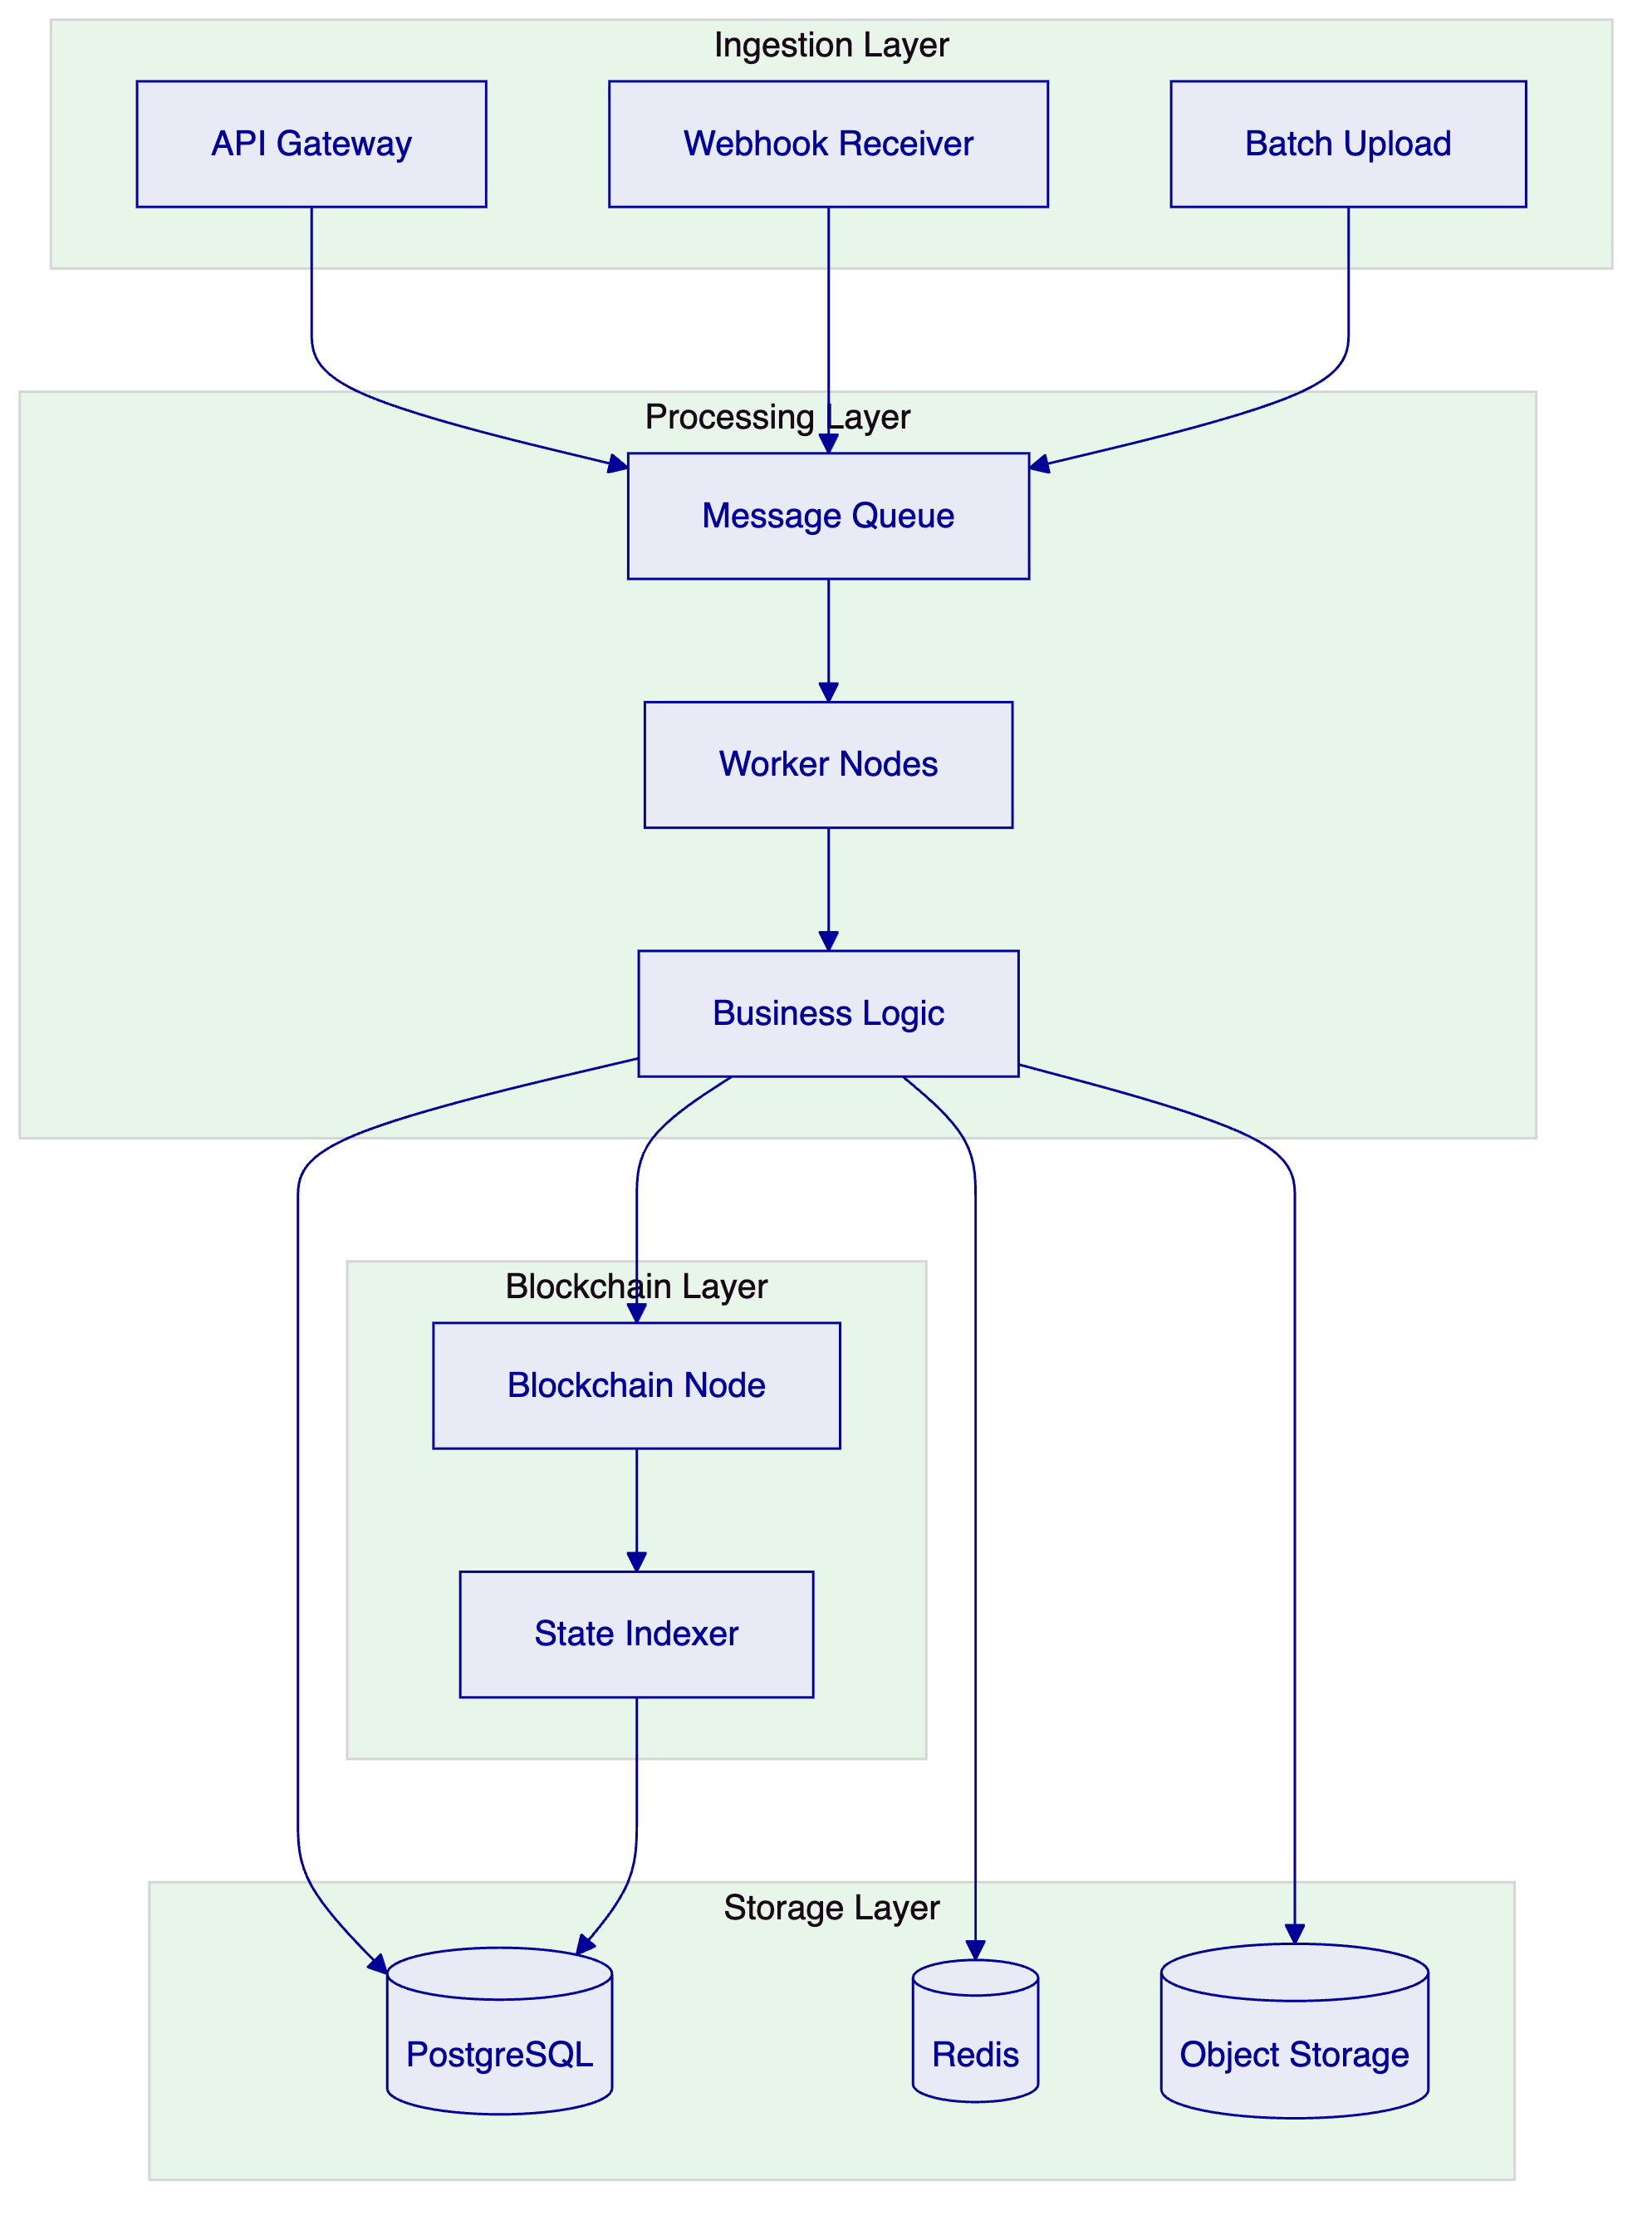 Ingestion Layer
API Gateway
Webhook Receiver
Batch Upload
Processing Layer
Message Queue
Worker Nodes
Business Logic
Blockchain Layer
Blockchain Node
State Indexer
Storage Layer
PostgreSQL
Redis
Object Storage